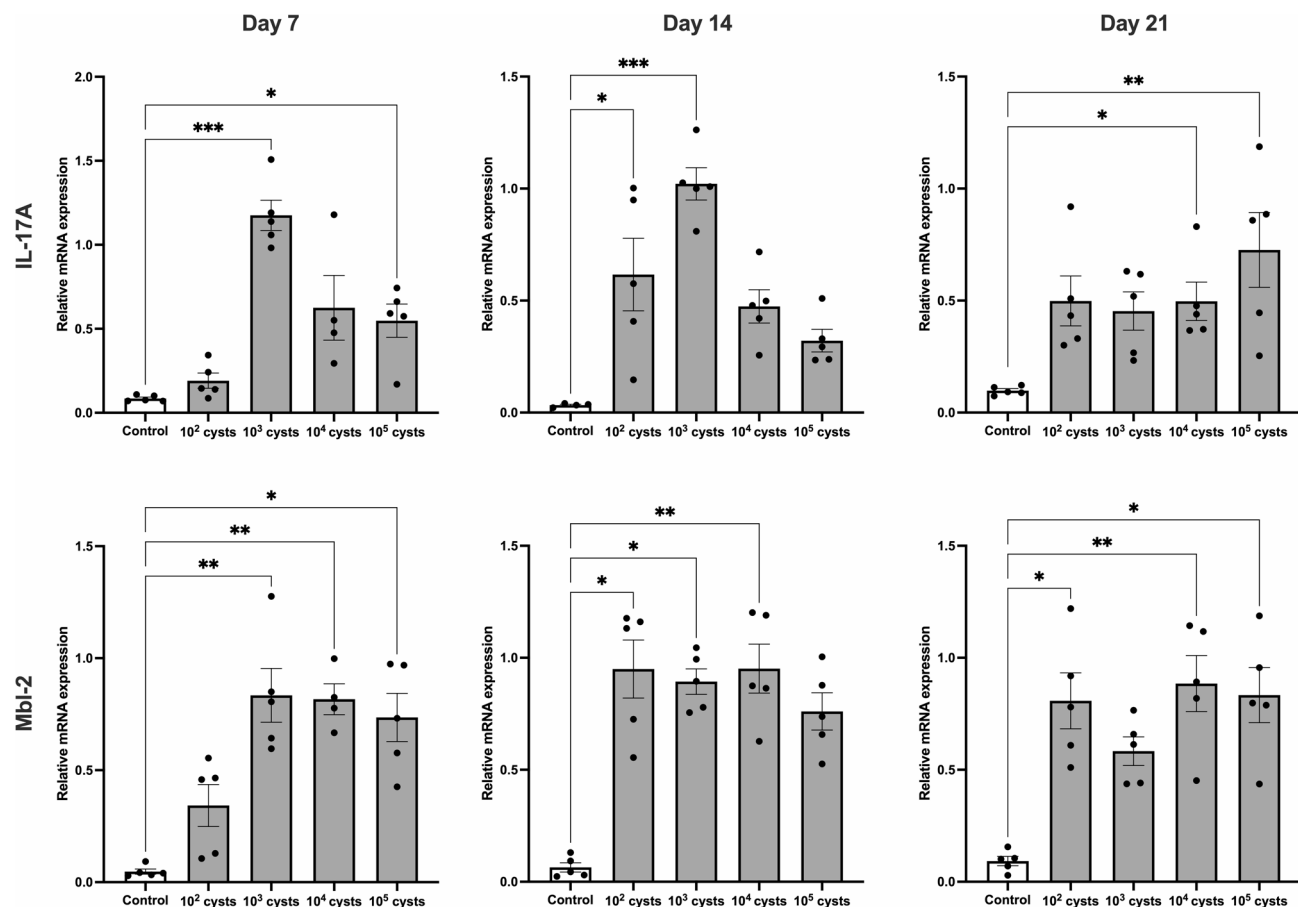 Day 7 Day 14 Day 21
IL-17A
Relative mRNA expression
2.0
1.5
1.0
0.5
0.0
*
***
Control 10² cysts 10³ cysts 10⁴ cysts 10⁵ cysts
Relative mRNA expression
1.5
1.0
0.5
0.0
***
*
Control 10² cysts 10³ cysts 10⁴ cysts 10⁵ cysts
Relative mRNA expression
1.5
1.0
0.5
0.0
**
*
Control 10² cysts 10³ cysts 10⁴ cysts 10⁵ cysts
Mbl-2
Relative mRNA expression
1.5
1.0
0.5
0.0
*
**
**
Control 10² cysts 10³ cysts 10⁴ cysts 10⁵ cysts
Relative mRNA expression
1.5
1.0
0.5
0.0
**
*
*
Control 10² cysts 10³ cysts 10⁴ cysts 10⁵ cysts
Relative mRNA expression
1.5
1.0
0.5
0.0
*
**
*
Control 10² cysts 10³ cysts 10⁴ cysts 10⁵ cysts